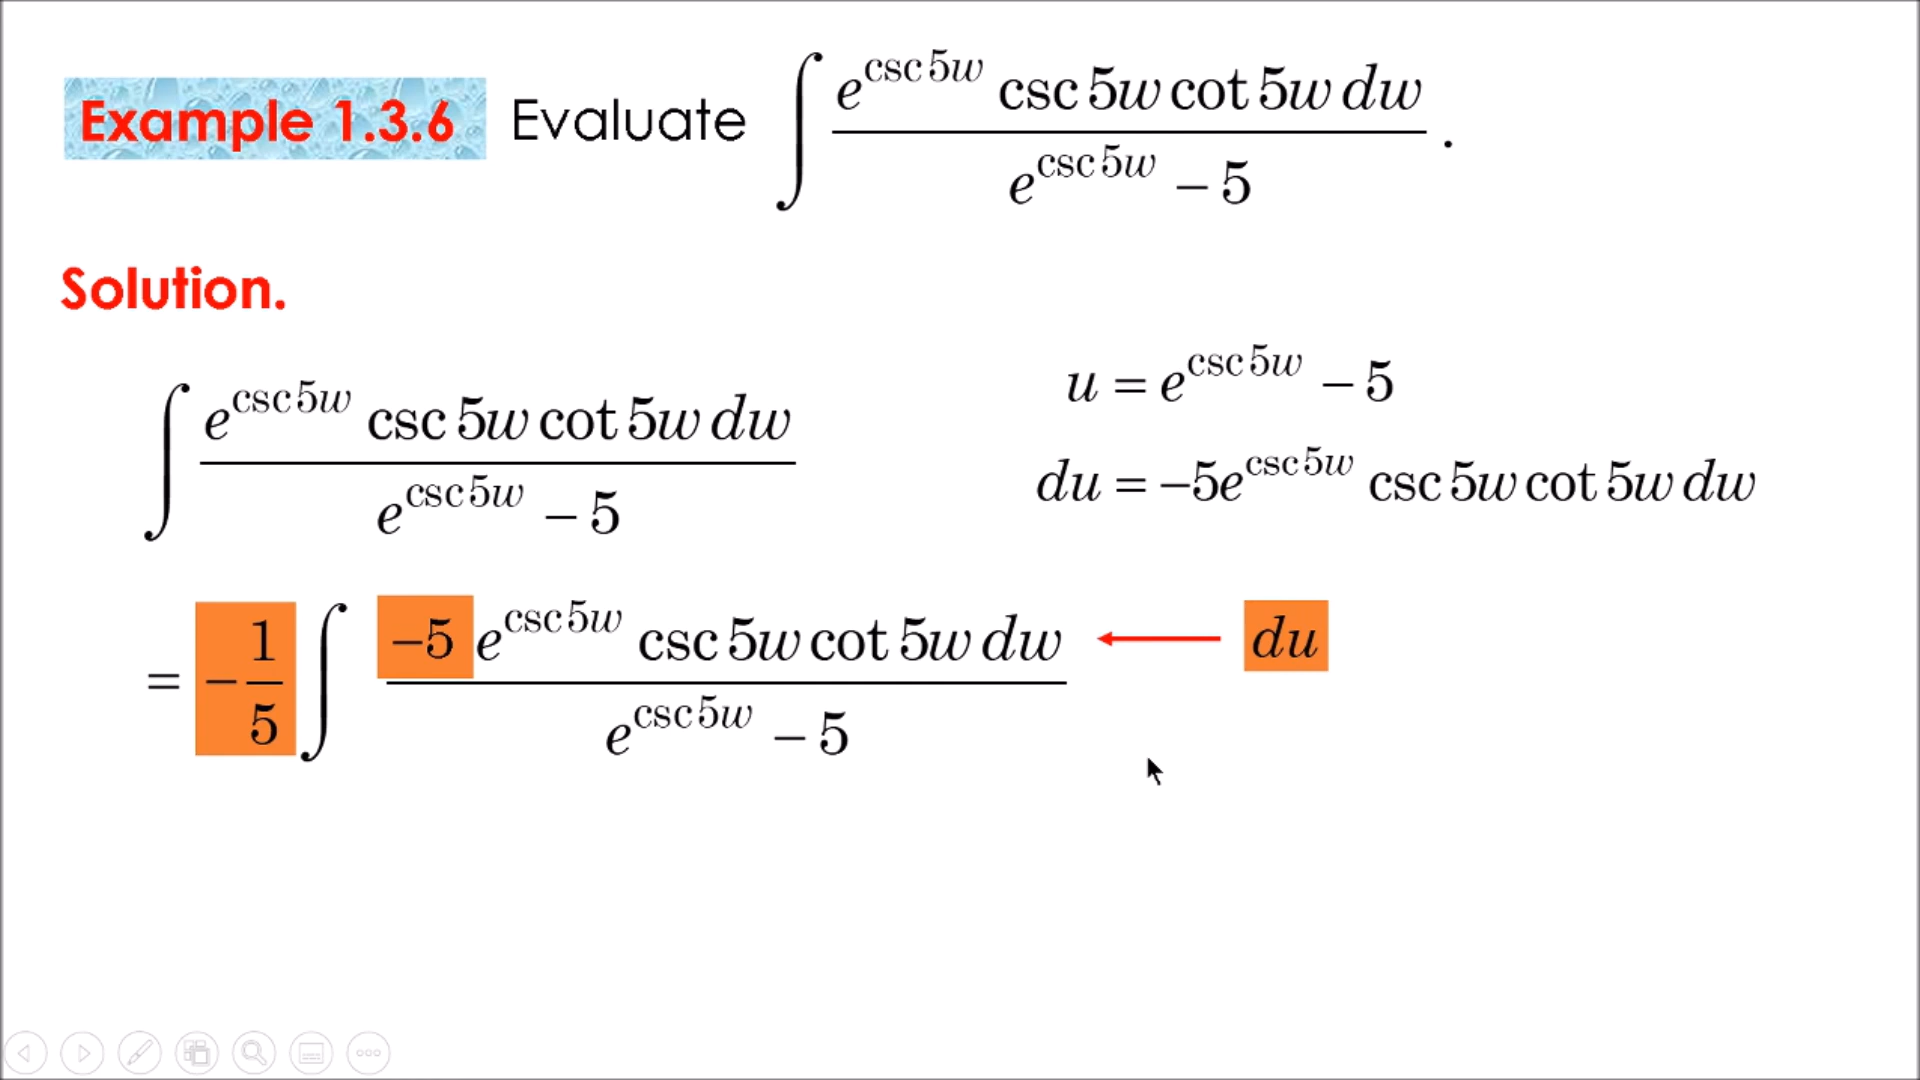 Example 1.3.6 Evaluate ∫ e^{csc 5w} csc 5w cot 5w dw / e^{csc 5w} − 5 .
Solution.
∫ e^{csc 5w} csc 5w cot 5w dw / e^{csc 5w} − 5
u = e^{csc 5w} − 5
du = −5e^{csc 5w} csc 5w cot 5w dw
= −1/5 ∫ −5 e^{csc 5w} csc 5w cot 5w dw / e^{csc 5w} − 5 ← du